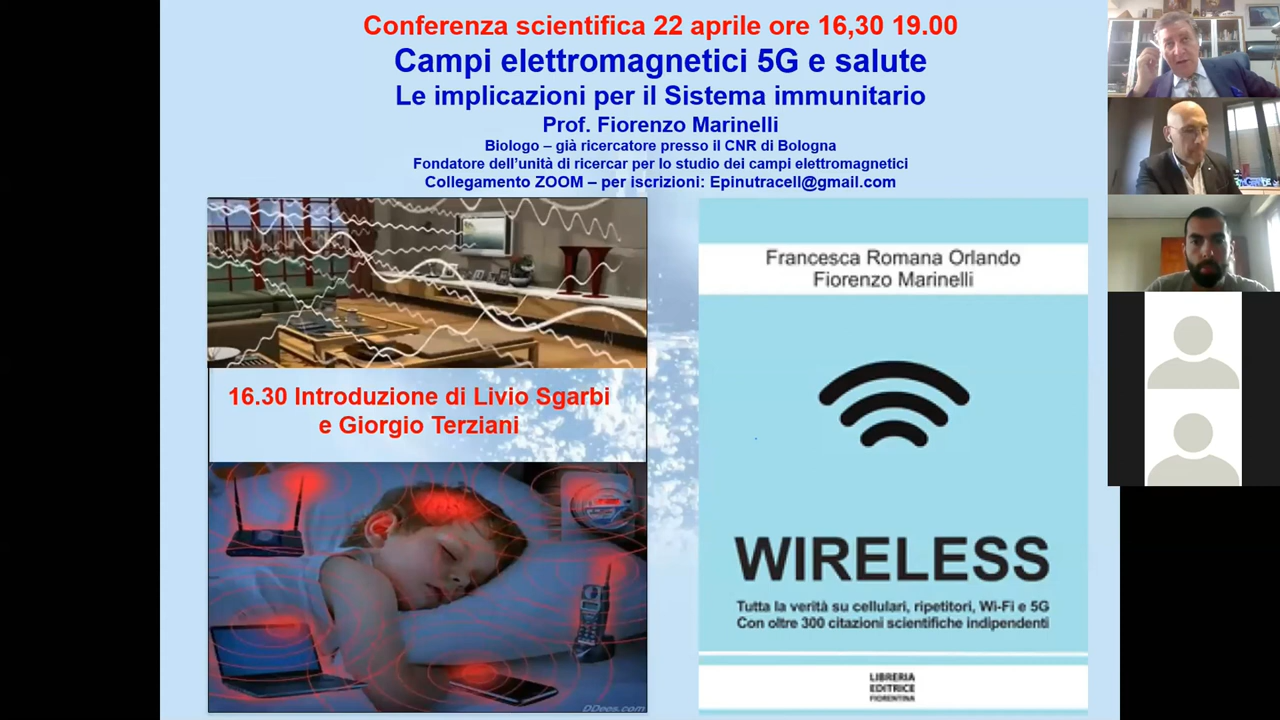 Conferenza scientifica 22 aprile ore 16,30 19.00
Campi elettromagnetici 5G e salute
Le implicazioni per il Sistema immunitario
Prof. Fiorenzo Marinelli
Biologo – già ricercatore presso il CNR di Bologna
Fondatore dell'unità di ricercar per lo studio dei campi elettromagnetici
Collegamento ZOOM – per iscrizioni: Epinutracell@gmail.com
16.30 Introduzione di Livio Sgarbi
e Giorgio Terziani
DDees.com
Francesca Romana Orlando
Fiorenzo Marinelli
WIRELESS
Tutta la verità su cellulari, ripetitori, Wi-Fi e 5G
Con oltre 300 citazioni scientifiche indipendenti
LIBRERIA
EDITRICE
FIORENTINA